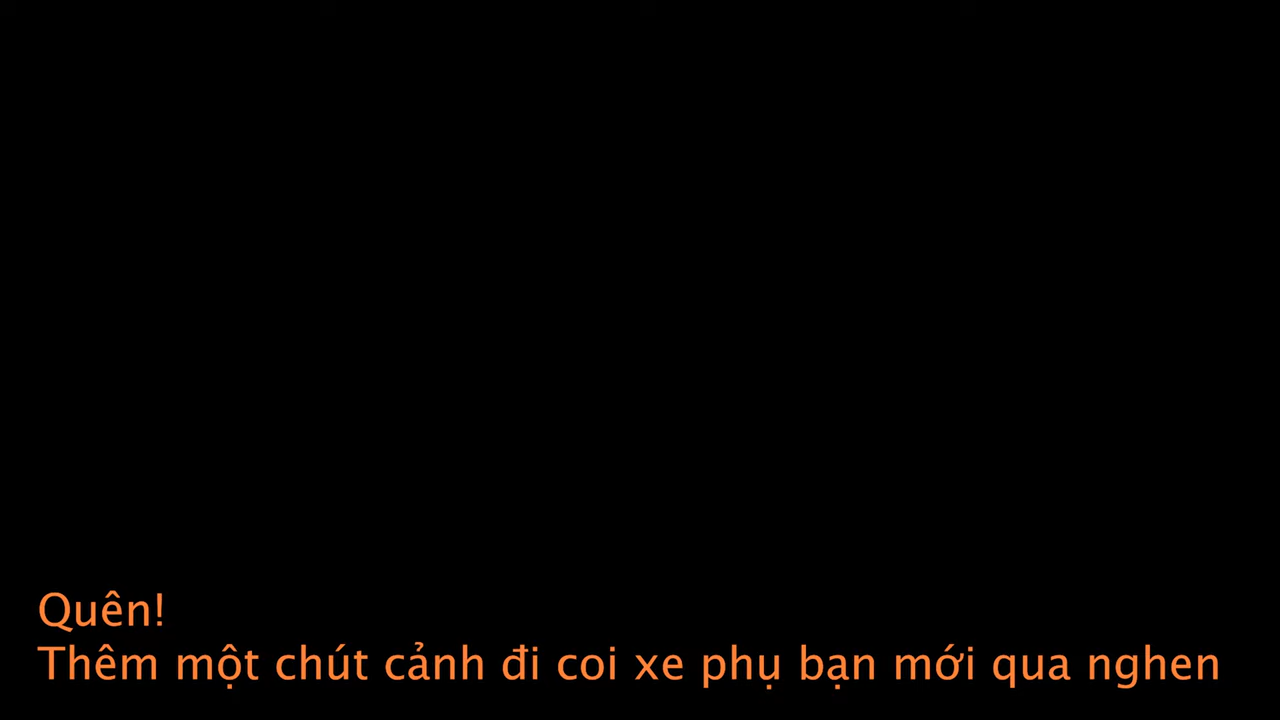 Quên!
Thêm một chút cảnh đi coi xe phụ bạn mới qua nghen